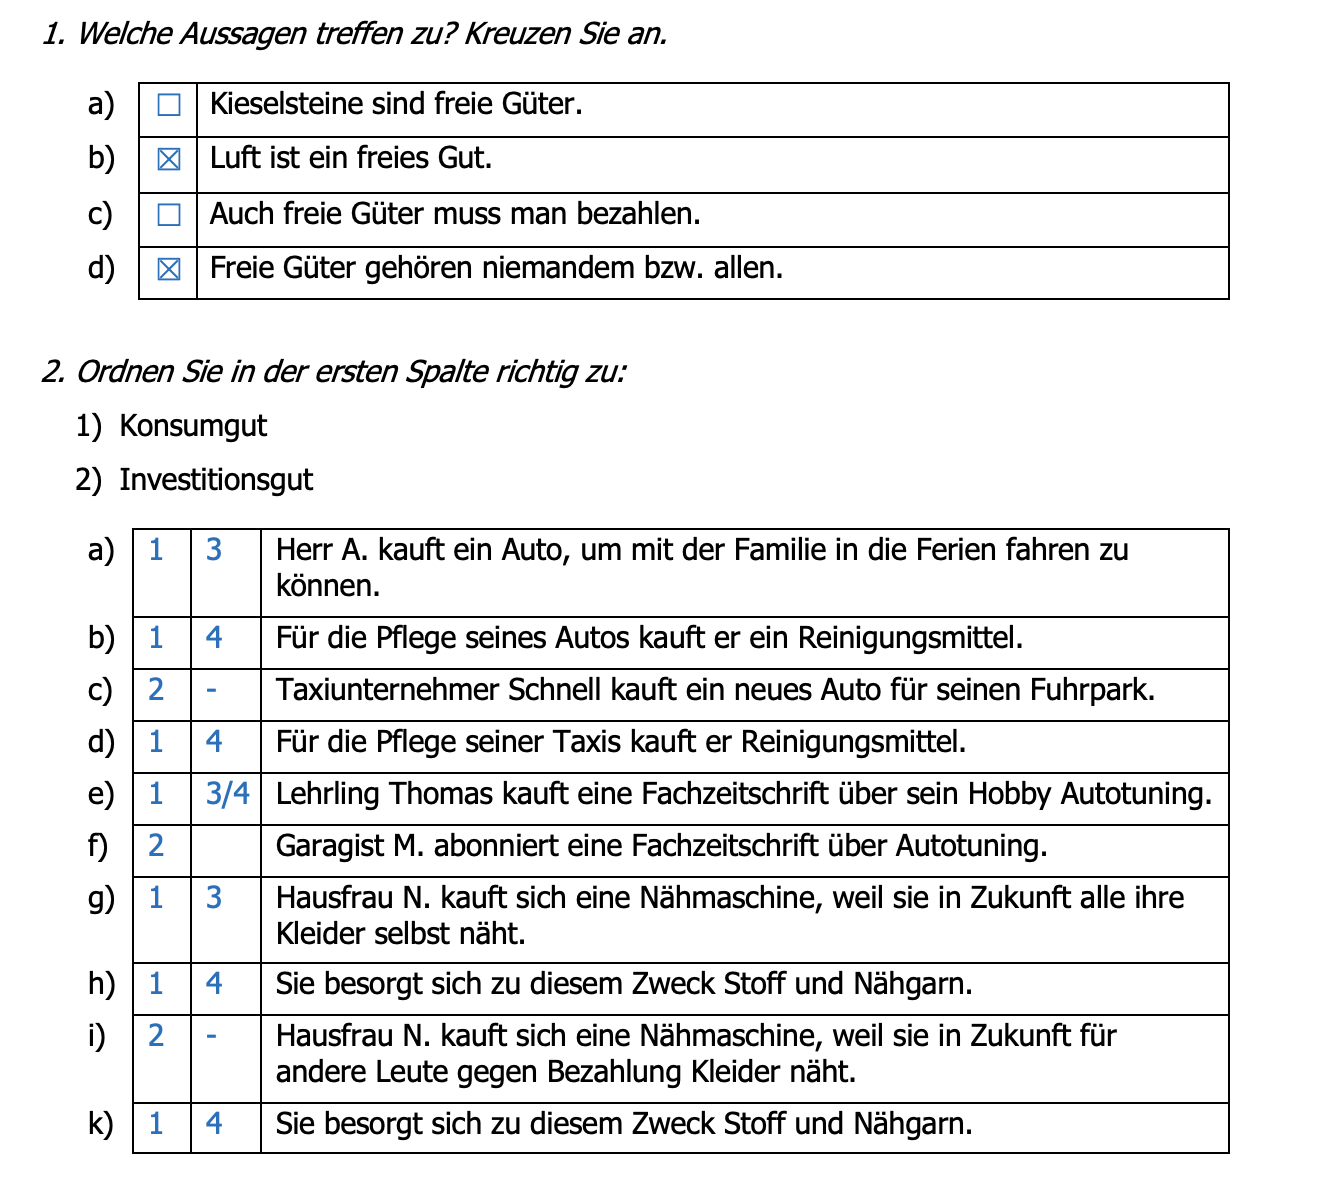 1. Welche Aussagen treffen zu? Kreuzen Sie an.
a) ☐ Kieselsteine sind freie Güter.
b) ☒ Luft ist ein freies Gut.
c) ☐ Auch freie Güter muss man bezahlen.
d) ☒ Freie Güter gehören niemandem bzw. allen.
2. Ordnen Sie in der ersten Spalte richtig zu:
1) Konsumgut
2) Investitionsgut
a) 1 3 Herr A. kauft ein Auto, um mit der Familie in die Ferien fahren zu
können.
b) 1 4 Für die Pflege seines Autos kauft er ein Reinigungsmittel.
c) 2 - Taxiunternehmer Schnell kauft ein neues Auto für seinen Fuhrpark.
d) 1 4 Für die Pflege seiner Taxis kauft er Reinigungsmittel.
e) 1 3/4 Lehrling Thomas kauft eine Fachzeitschrift über sein Hobby Autotuning.
f) 2 Garagist M. abonniert eine Fachzeitschrift über Autotuning.
g) 1 3 Hausfrau N. kauft sich eine Nähmaschine, weil sie in Zukunft alle ihre
Kleider selbst näht.
h) 1 4 Sie besorgt sich zu diesem Zweck Stoff und Nähgarn.
i) 2 - Hausfrau N. kauft sich eine Nähmaschine, weil sie in Zukunft für
andere Leute gegen Bezahlung Kleider näht.
k) 1 4 Sie besorgt sich zu diesem Zweck Stoff und Nähgarn.